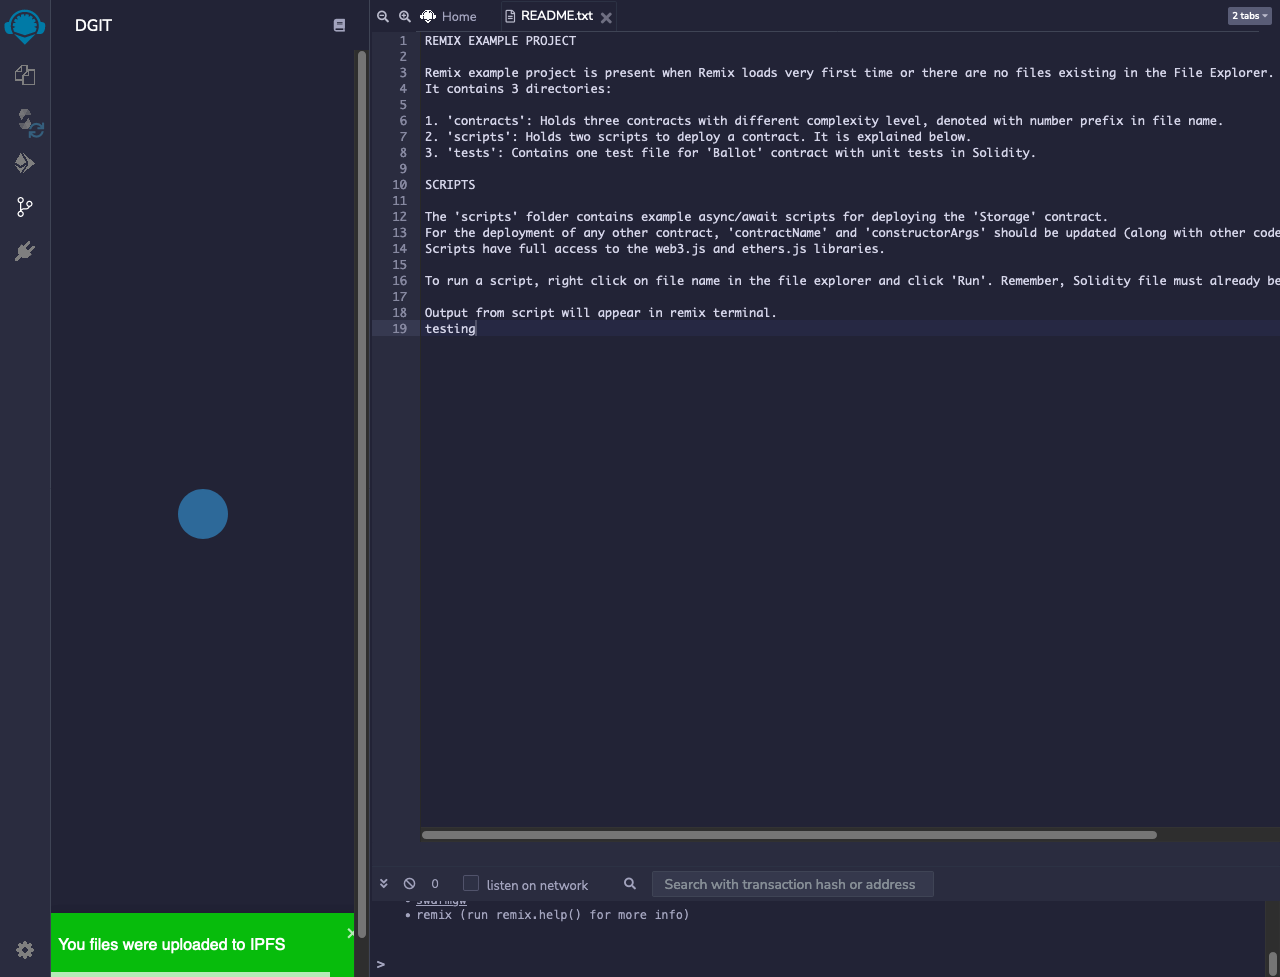 DGIT
Home
README.txt
2 tabs
1 REMIX EXAMPLE PROJECT
2
3 Remix example project is present when Remix loads very first time or there are no files existing in the File Explorer.
4 It contains 3 directories:
5
6 1. 'contracts': Holds three contracts with different complexity level, denoted with number prefix in file name.
7 2. 'scripts': Holds two scripts to deploy a contract. It is explained below.
8 3. 'tests': Contains one test file for 'Ballot' contract with unit tests in Solidity.
9
10 SCRIPTS
11
12 The 'scripts' folder contains example async/await scripts for deploying the 'Storage' contract.
13 For the deployment of any other contract, 'contractName' and 'constructorArgs' should be updated (along with other code
14 Scripts have full access to the web3.js and ethers.js libraries.
15
16 To run a script, right click on file name in the file explorer and click 'Run'. Remember, Solidity file must already be
17
18 Output from script will appear in remix terminal.
19 testing
0
listen on network
Search with transaction hash or address
• swarmgw
• remix (run remix.help() for more info)
>
You files were uploaded to IPFS